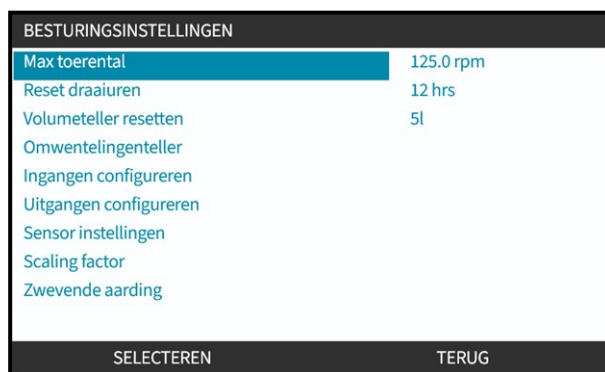 BESTURINGSINSTELLINGEN
Max toerental 125.0 rpm
Reset draaiuren 12 hrs
Volumeteller resetten 5l
Omwentelingenteller
Ingangen configureren
Uitgangen configureren
Sensor instellingen
Scaling factor
Zwevende aarding
SELECTEREN TERUG